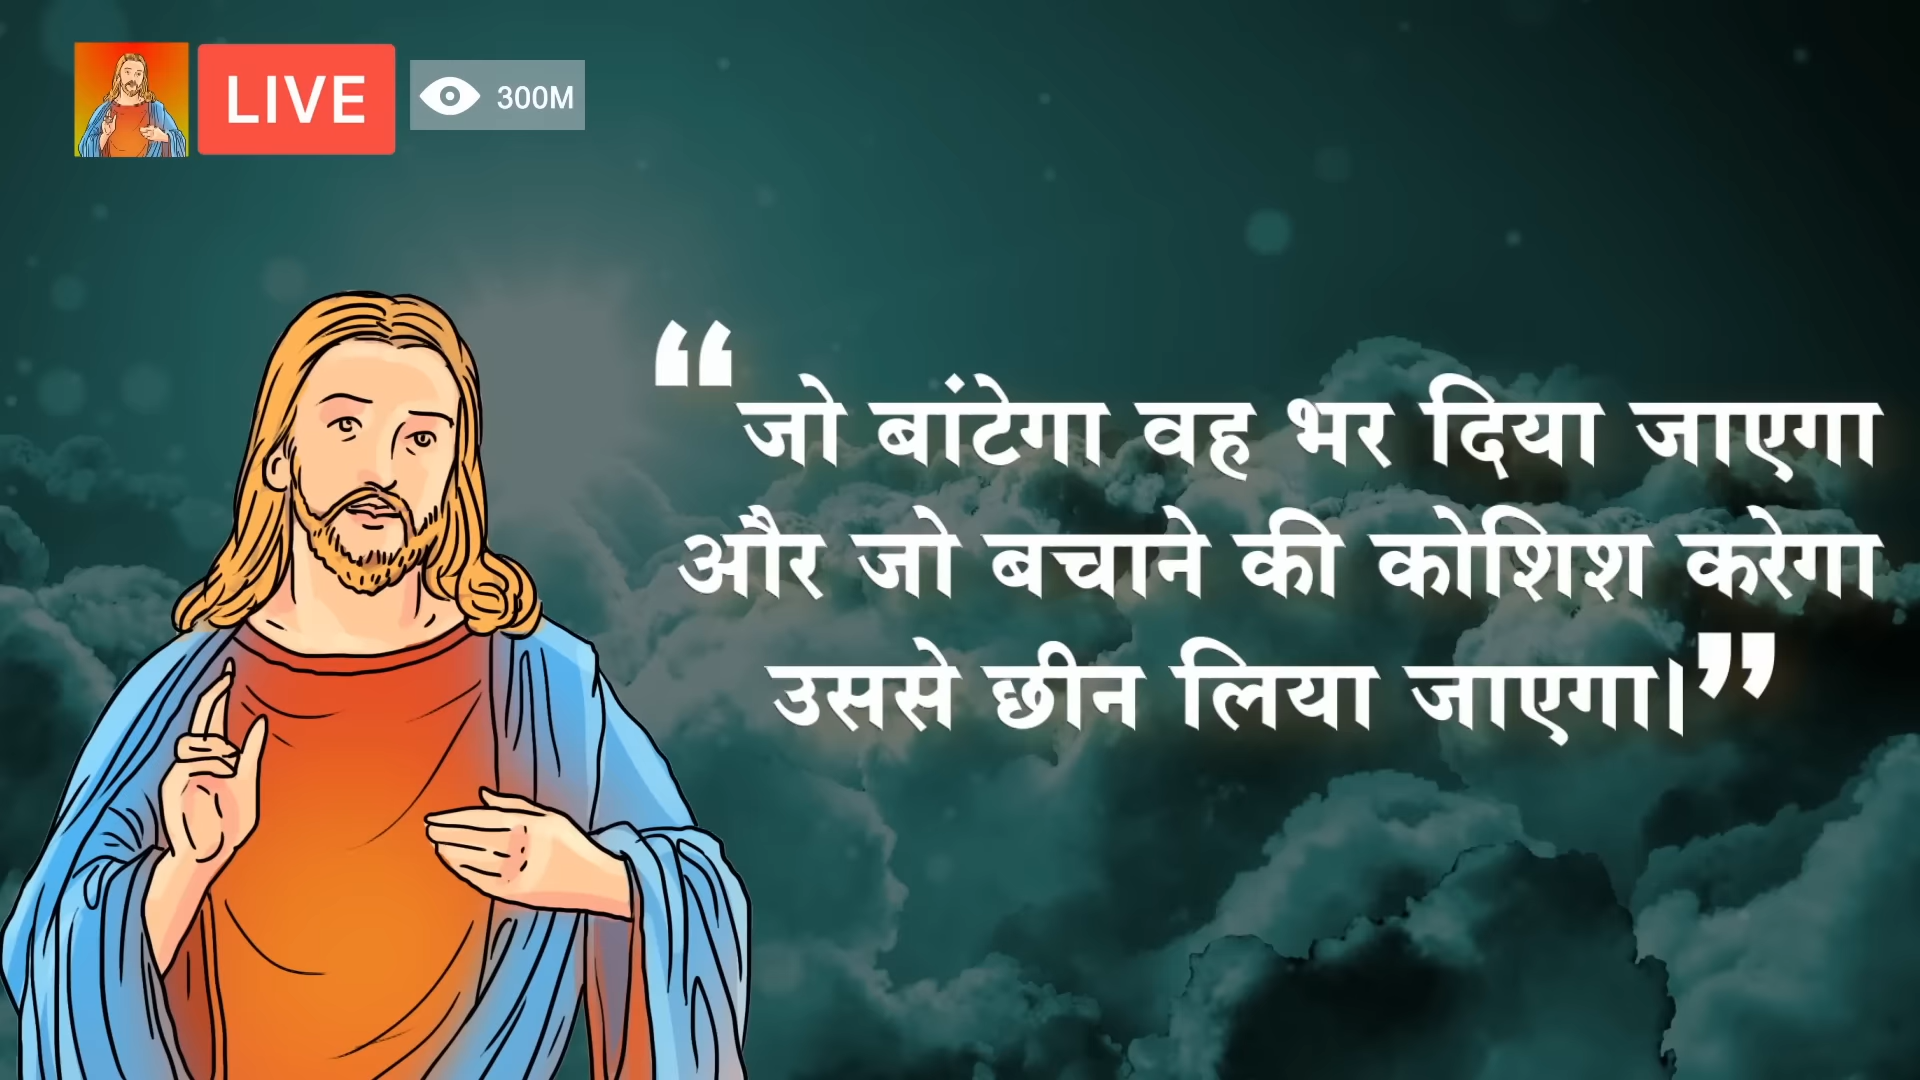 LIVE
300M
“जो बांटेगा वह भर दिया जाएगा
और जो बचाने की कोशिश करेगा
उससे छीन लिया जाएगा।”